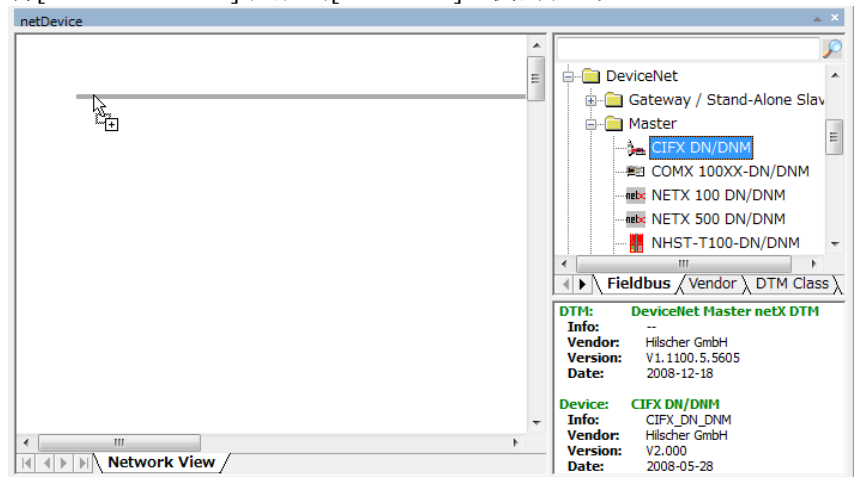 netDevice
DeviceNet
Gateway / Stand-Alone Slav
Master
CIFX DN/DNM
COMX 100XX-DN/DNM
NETX 100 DN/DNM
NETX 500 DN/DNM
NHST-T100-DN/DNM
Fieldbus Vendor DTM Class
DTM: DeviceNet Master netX DTM
Info: --
Vendor: Hilscher GmbH
Version: V1.1100.5.5605
Date: 2008-12-18
Device: CIFX DN/DNM
Info: CIFX_DN_DNM
Vendor: Hilscher GmbH
Version: V2.000
Date: 2008-05-28
Network View